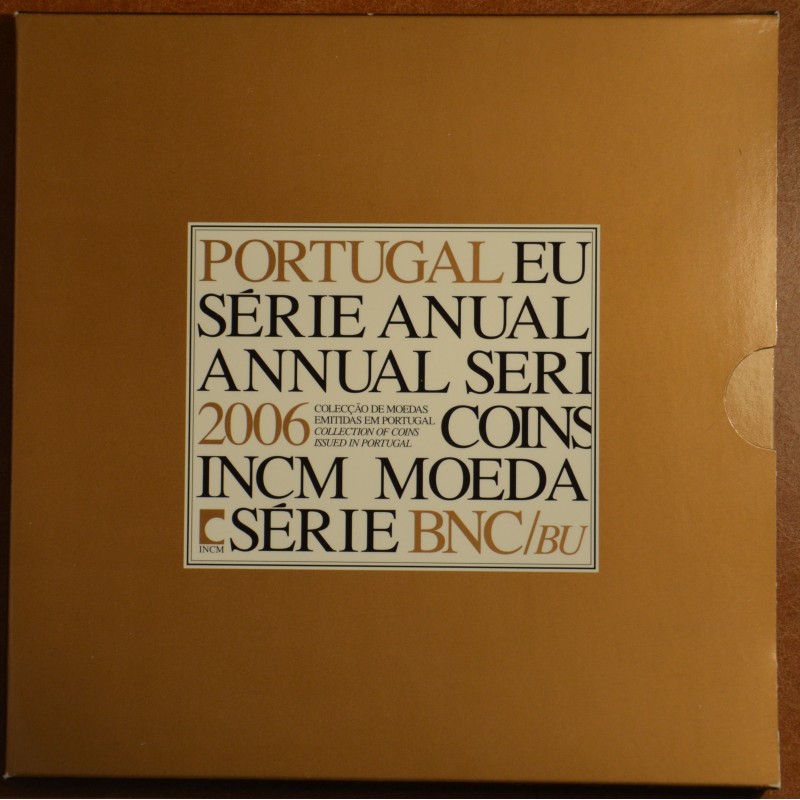 PORTUGAL EU
SÉRIE ANUAL
ANNUAL SERI
2006 COLECÇÃO DE MOEDAS
EMITIDAS EM PORTUGAL
COLLECTION OF COINS
ISSUED IN PORTUGAL
COINS
INCM MOEDA
INCM SÉRIE BNC/BU